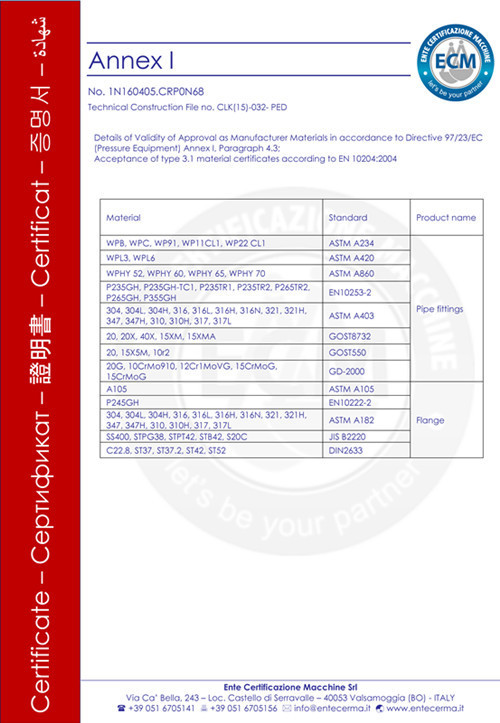 Certificate – Сертификат – 證明書 – Certificat – 증명서 – شهادة
Annex I
ENTE CERTIFICAZIONE MACCHINE
ECM
let's be your partner
No. 1N160405.CRP0N68
Technical Construction File no. CLK(15)-032- PED
Details of Validity of Approval as Manufacturer Materials in accordance to Directive 97/23/EC
(Pressure Equipment) Annex I, Paragraph 4.3;
Acceptance of type 3.1 material certificates according to EN 10204:2004
Material Standard Product name
WPB, WPC, WP91, WP11CL1, WP22 CL1 ASTM A234
WPL3, WPL6 ASTM A420
WPHY 52, WPHY 60, WPHY 65, WPHY 70 ASTM A860
P235GH, P235GH-TC1, P235TR1, P235TR2, P265TR2,
P265GH, P355GH EN10253-2
304, 304L, 304H, 316, 316L, 316H, 316N, 321, 321H,
347, 347H, 310, 310H, 317, 317L ASTM A403
Pipe fittings
20, 20X, 40X, 15XM, 15XMA GOST8732
20, 15X5M, 10r2 GOST550
20G, 10CrMo910, 12Cr1MoVG, 15CrMoG,
15CrMoG GD-2000
A105 ASTM A105
P245GH EN10222-2
304, 304L, 304H, 316, 316L, 316H, 316N, 321, 321H,
347, 347H, 310, 310H, 317, 317L ASTM A182
Flange
SS400, STPG38, STPT42, STB42, S20C JIS B2220
C22.8, ST37, ST37.2, ST42, ST52 DIN2633
ENTE CERTIFICAZIONE MACCHINE
ECM
let's be your partner
Ente Certificazione Macchine Srl
Via Ca' Bella, 243 – Loc. Castello di Serravalle – 40053 Valsamoggia (BO) - ITALY
☎ +39 051 6705141 +39 051 6705156 ✉ info@entecerma.it www.entecerma.it